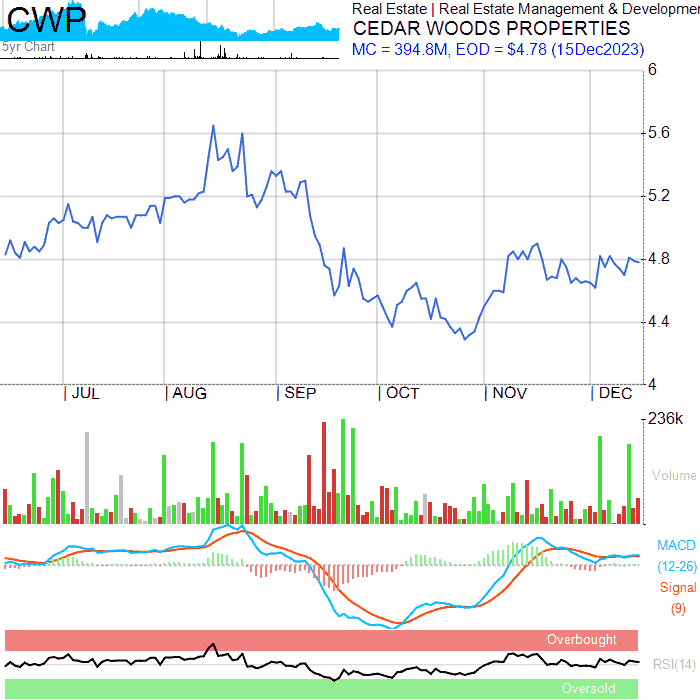 CWP
5yr Chart
Real Estate | Real Estate Management & Developmen
CEDAR WOODS PROPERTIES
MC = 394.8M, EOD = $4.78 (15Dec2023)
6
5.6
5.2
4.8
4.4
4
JUL AUG SEP OCT NOV DEC
236k
Volume
MACD
(12-26)
Signal
(9)
Overbought
RSI(14)
Oversold